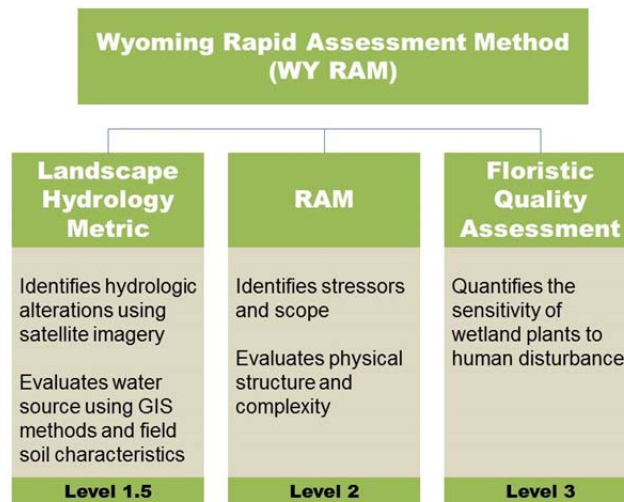 Wyoming Rapid Assessment Method
(WY RAM)
Landscape
Hydrology
Metric
Identifies hydrologic
alterations using
satellite imagery
Evaluates water
source using GIS
methods and field
soil characteristics
Level 1.5
RAM
Identifies stressors
and scope
Evaluates physical
structure and
complexity
Level 2
Floristic
Quality
Assessment
Quantifies the
sensitivity of
wetland plants to
human disturbance
Level 3